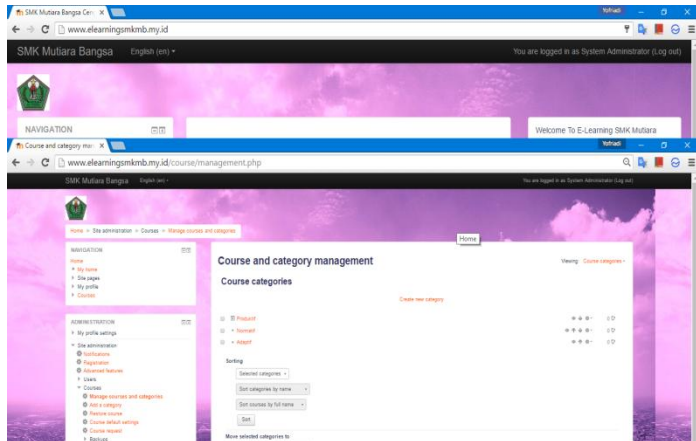 SMK Mutiara Bangsa Cen
Yofriadi
www.elearningsmkmb.my.id
SMK Mutiara Bangsa English (en)
You are logged in as System Administrator (Log out)
NAVIGATION
Welcome To E-Learning SMK Mutiara
Course and category man
Yofriadi
www.elearningsmkmb.my.id/course/management.php
SMK Mutiara Bangsa English (en)
You are logged in as System Administrator (Log out)
Home Site administration Courses Manage courses and categories
Home
NAVIGATION
Home
My home
Site pages
My profile
Courses
Course and category management
Viewing: Course categories
Course categories
Create new category
ADMINISTRATION
My profile settings
Site administration
Notifications
Registration
Advanced features
Users
Courses
Manage courses and categories
Add a category
Restore course
Course default settings
Course request
Backups
Produktif
Normatif
Adaptif
Sorting
Selected categories
Sort categories by name
Sort courses by full name
Sort
Move selected categories to